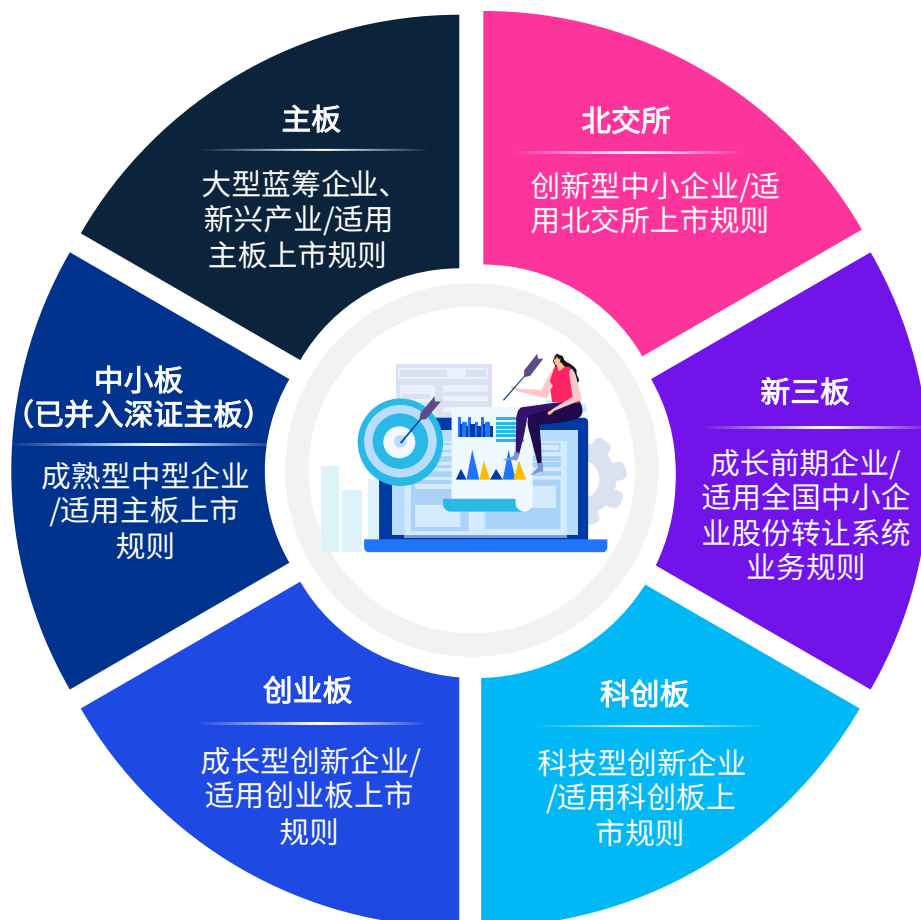 主板
大型蓝筹企业、
新兴产业/适用
主板上市规则
北交所
创新型中小企业/适
用北交所上市规则
中小板
（已并入深证主板）
成熟型中型企业
/适用主板上市
规则
新三板
成长前期企业/
适用全国中小企
业股份转让系统
业务规则
创业板
成长型创新企业/
适用创业板上市
规则
科创板
科技型创新企业
/适用科创板上
市规则